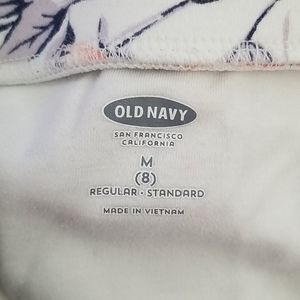 OLD NAVY
SAN FRANCISCO
CALIFORNIA
M
(8)
REGULAR · STANDARD
MADE IN VIETNAM